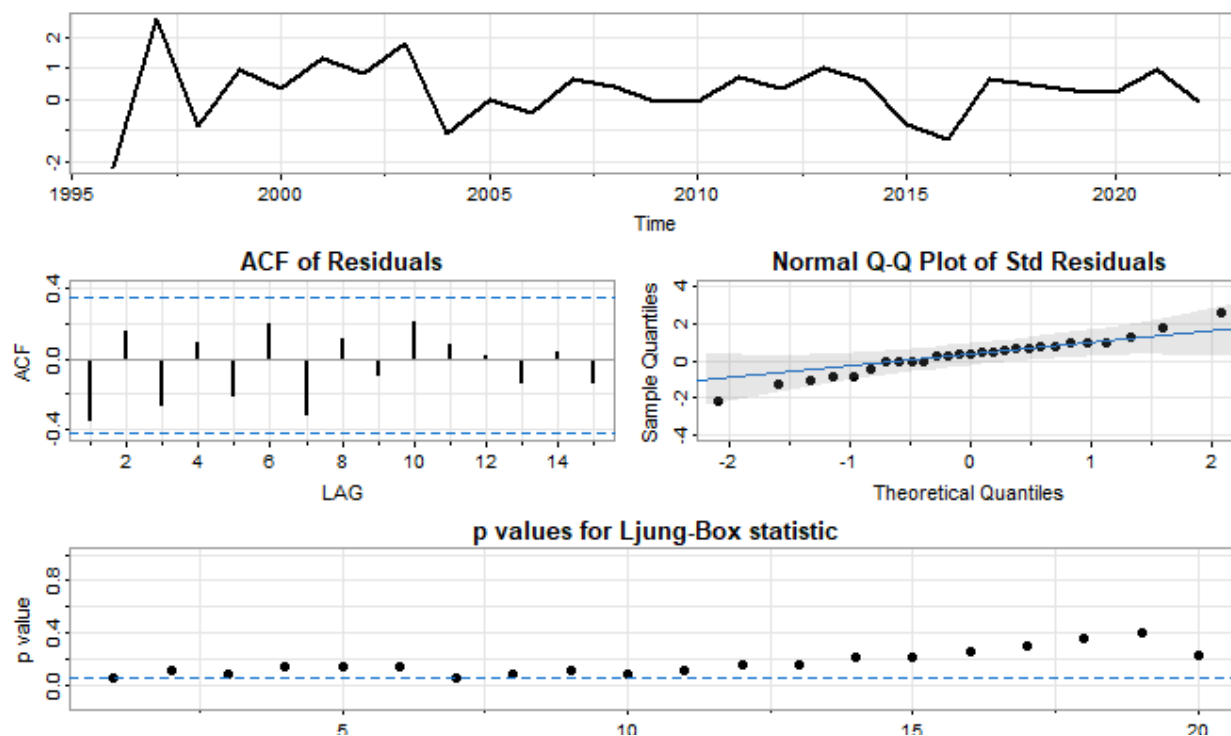 2
1
0
-2
1995 2000 2005 2010 2015 2020
Time
ACF of Residuals
0.4
0.0
-0.4
ACF
2 4 6 8 10 12 14
LAG
Normal Q-Q Plot of Std Residuals
4
2
0
-2
-4
Sample Quantiles
-2 -1 0 1 2
Theoretical Quantiles
p values for Ljung-Box statistic
0.8
0.4
0.0
p value
5 10 15 20